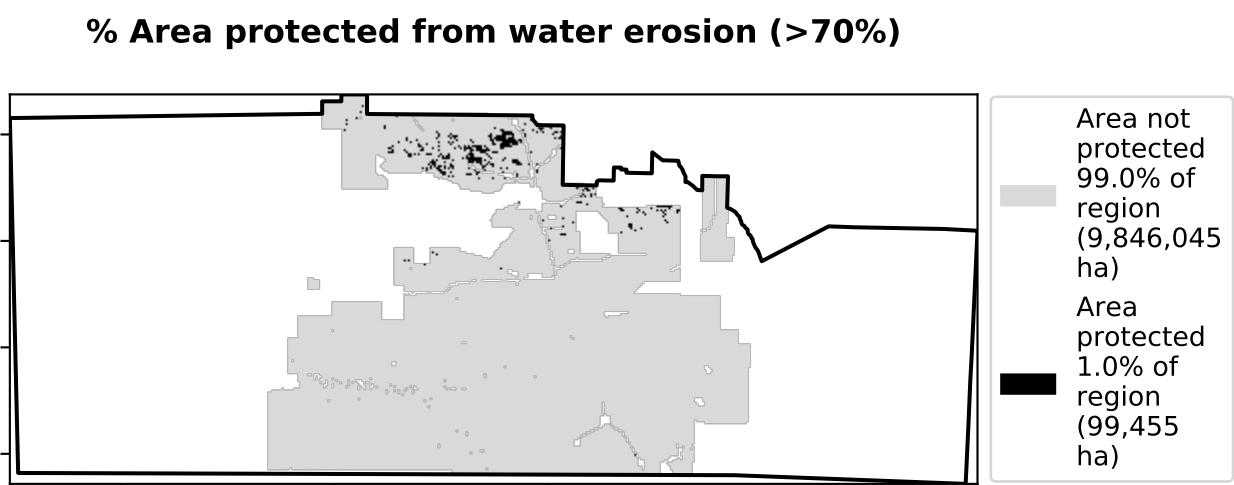 % Area protected from water erosion (>70%)
Area not
protected
99.0% of
region
(9,846,045
ha)
Area
protected
1.0% of
region
(99,455
ha)